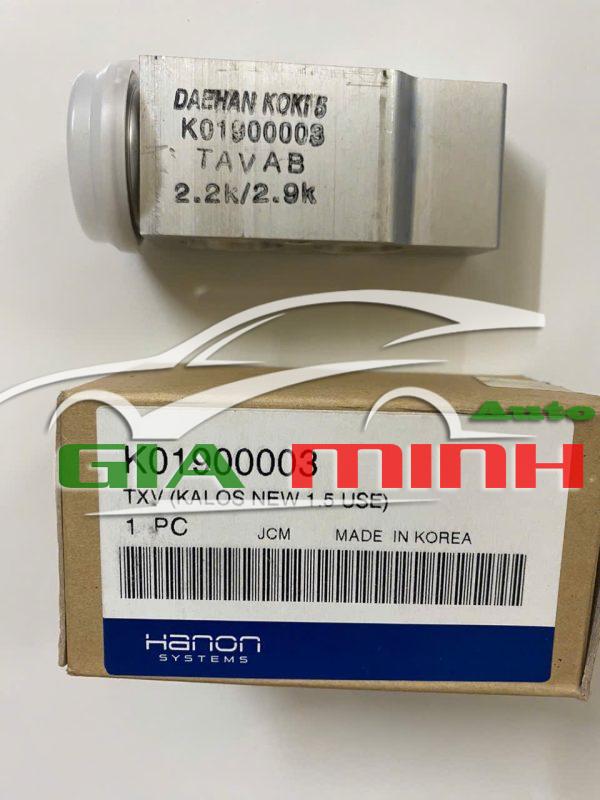 DAEHAN KOKI 5
K01900003
TAVAB
2.2k/2.9k
Auto
GIA MINH
K01900003
TXV (KALOS NEW 1.5 USE)
1 PC JCM MADE IN KOREA
Hanon
SYSTEMS